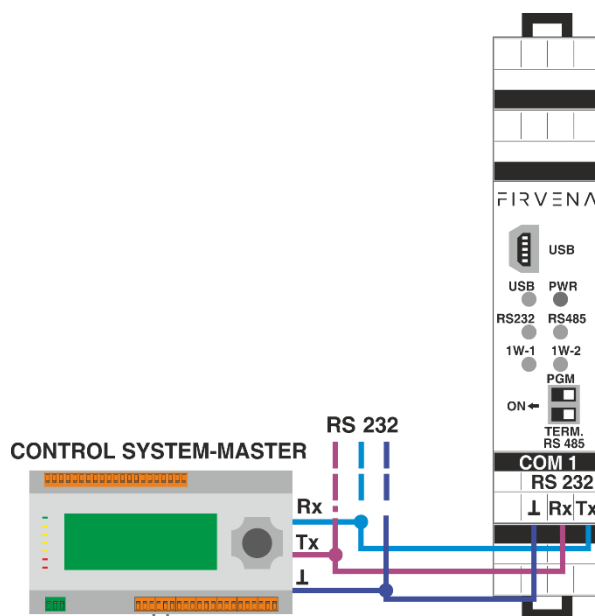 FIRVENA
USB
USB PWR
RS232 RS485
1W-1 1W-2
PGM
ON←
TERM.
RS 485
RS 232
CONTROL SYSTEM-MASTER
COM 1
RS 232
⊥ Rx Tx
Rx
Tx
⊥